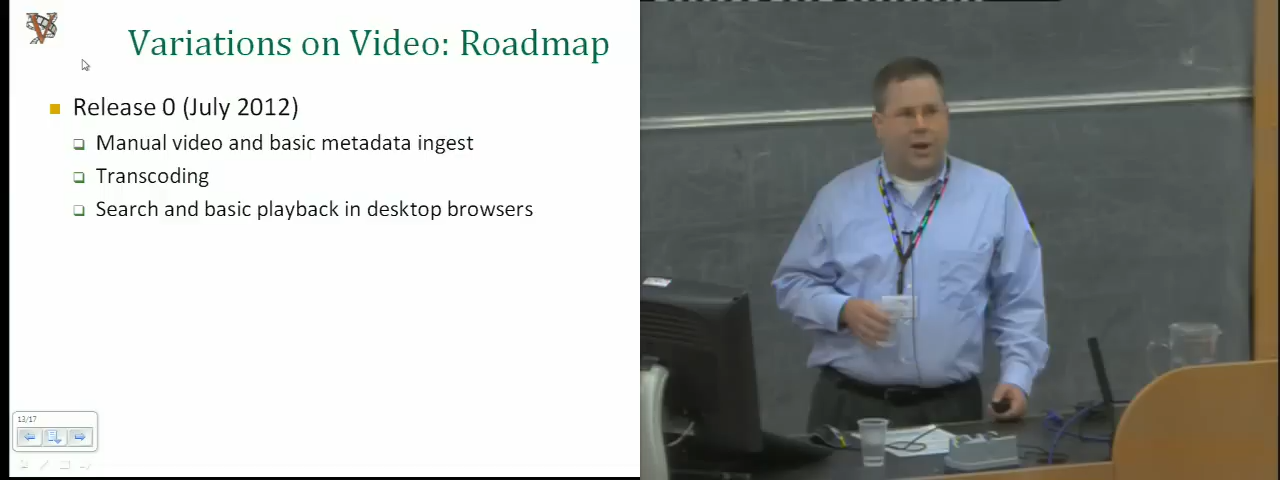 Variations on Video: Roadmap
Release 0 (July 2012)
Manual video and basic metadata ingest
Transcoding
Search and basic playback in desktop browsers
13/17